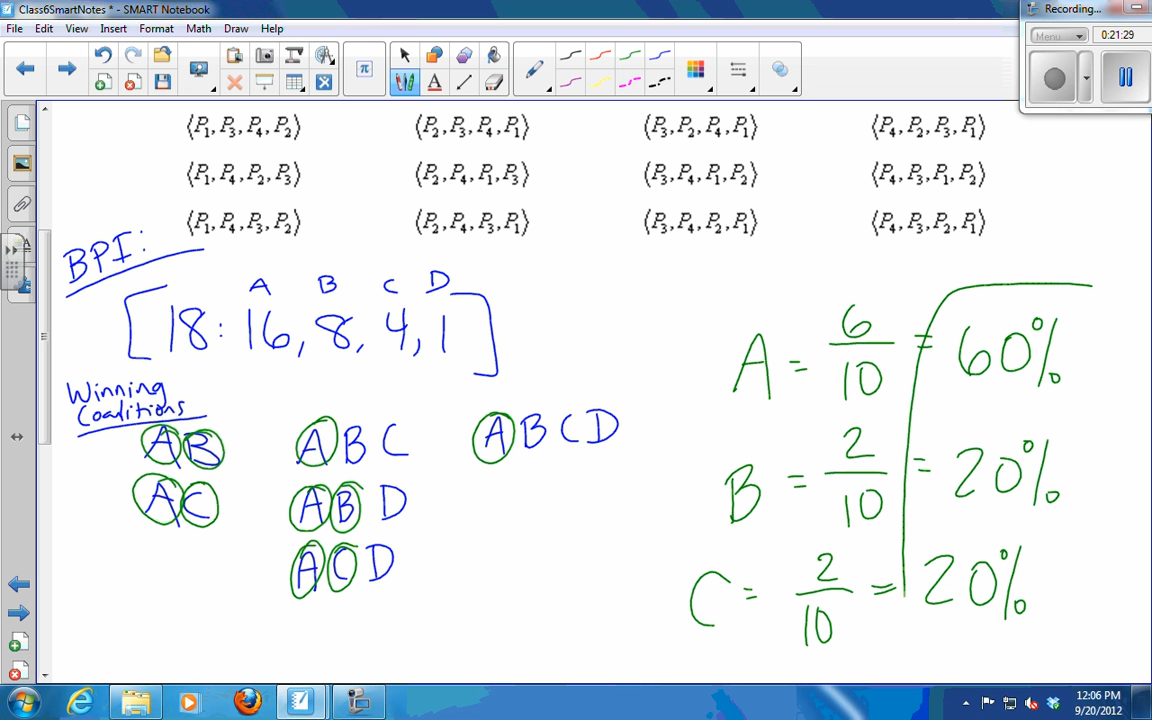 Class6SmartNotes * - SMART Notebook
Recording...
File Edit View Insert Format Math Draw Help
Menu
0:21:29
π
A
⟨P₁, P₃, P₄, P₂⟩ ⟨P₂, P₃, P₄, P₁⟩ ⟨P₃, P₂, P₄, P₁⟩ ⟨P₄, P₂, P₃, P₁⟩
⟨P₁, P₄, P₂, P₃⟩ ⟨P₂, P₄, P₁, P₃⟩ ⟨P₃, P₄, P₁, P₂⟩ ⟨P₄, P₃, P₁, P₂⟩
⟨P₁, P₄, P₃, P₂⟩ ⟨P₂, P₄, P₃, P₁⟩ ⟨P₃, P₄, P₂, P₁⟩ ⟨P₄, P₃, P₂, P₁⟩
BPI:
A B C D
[18: 16, 8, 4, 1]
Winning
Coalitions
AB ABC ABCD
AC ABD
ACD
A = 6/10 = 60%
B = 2/10 = 20%
C = 2/10 = 20%
12:06 PM
9/20/2012